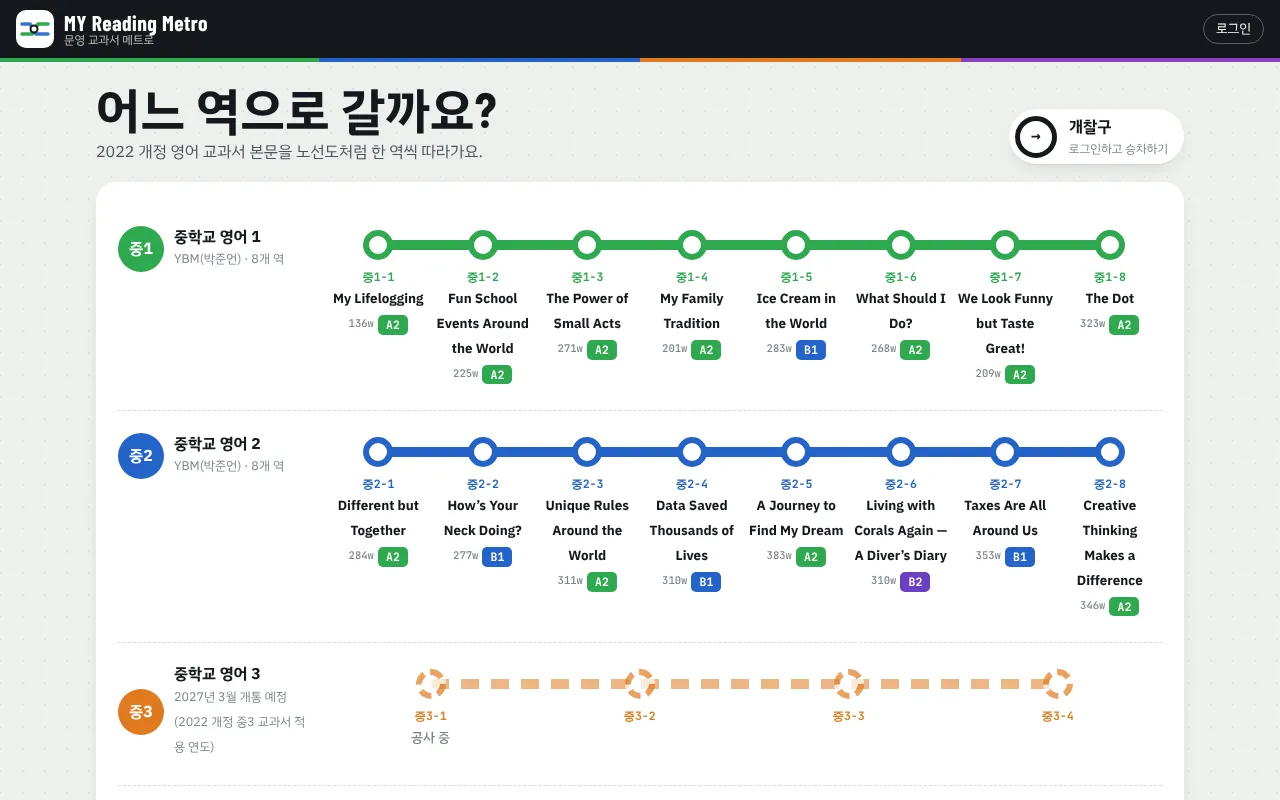 MY Reading Metro
문영 교과서 메트로
로그인
어느 역으로 갈까요?
2022 개정 영어 교과서 본문을 노선도처럼 한 역씩 따라가요.
→
개찰구
로그인하고 승차하기
중1
중학교 영어 1
YBM(박준언) · 8개 역
중1-1
My Lifelogging
136w A2
중1-2
Fun School
Events Around
the World
225w A2
중1-3
The Power of
Small Acts
271w A2
중1-4
My Family
Tradition
201w A2
중1-5
Ice Cream in
the World
283w B1
중1-6
What Should I
Do?
268w A2
중1-7
We Look Funny
but Taste
Great!
209w A2
중1-8
The Dot
323w A2
중2
중학교 영어 2
YBM(박준언) · 8개 역
중2-1
Different but
Together
284w A2
중2-2
How’s Your
Neck Doing?
277w B1
중2-3
Unique Rules
Around the
World
311w A2
중2-4
Data Saved
Thousands of
Lives
310w B1
중2-5
A Journey to
Find My Dream
383w A2
중2-6
Living with
Corals Again —
A Diver’s Diary
310w B2
중2-7
Taxes Are All
Around Us
353w B1
중2-8
Creative
Thinking
Makes a
Difference
346w A2
중3
중학교 영어 3
2027년 3월 개통 예정
(2022 개정 중3 교과서 적
용 연도)
중3-1
공사 중
중3-2
중3-3
중3-4